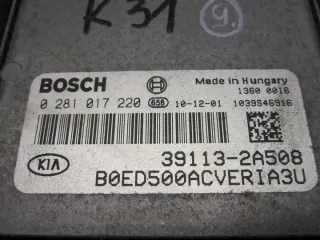 K31 9.
BOSCH Made in Hungary
1360 0016
0 281 017 220 658 10-12-01 1039S46916
KIA 39113-2A508
B0ED500ACVERIA3U